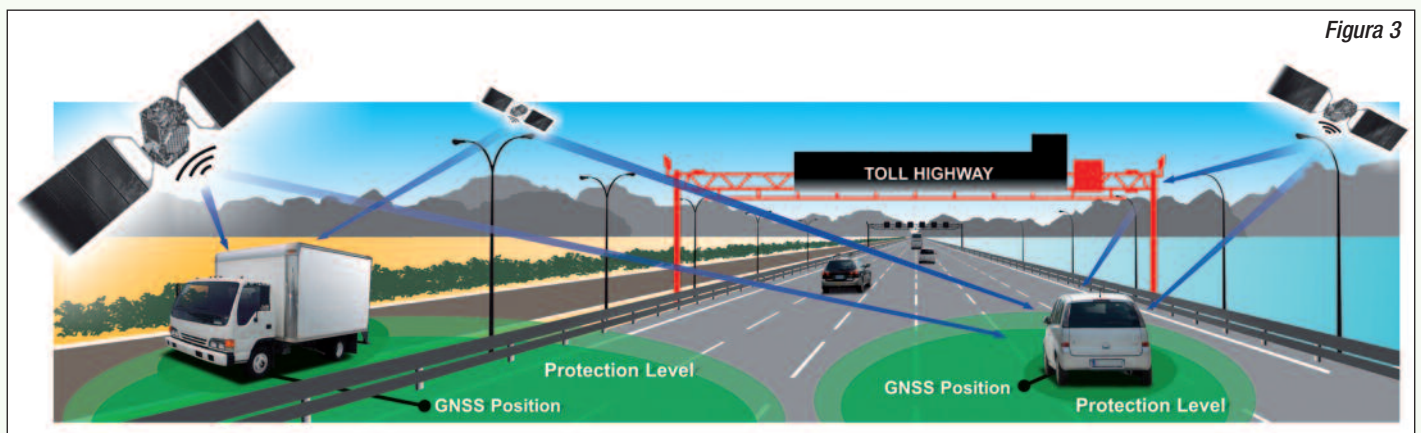 Figura 3
TOLL HIGHWAY
Protection Level
GNSS Position
GNSS Position
Protection Level